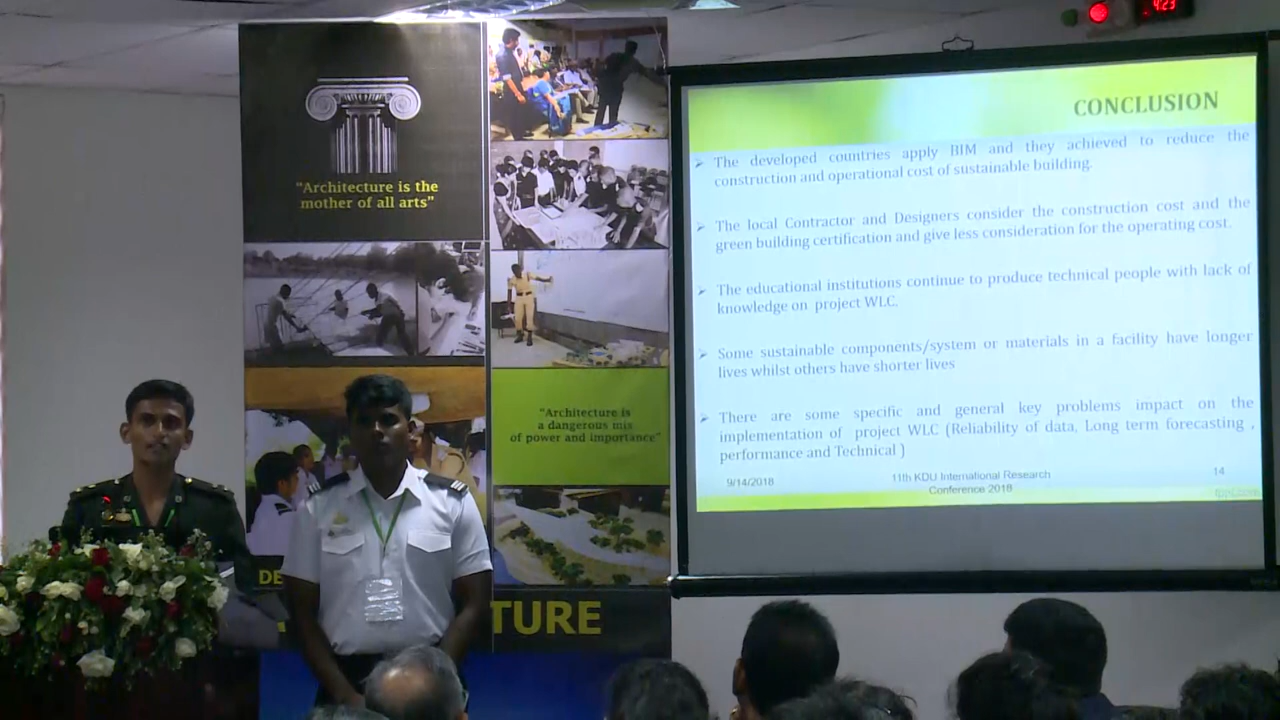 4:23
"Architecture is the
mother of all arts"
"Architecture is
a dangerous mix
of power and importance"
DE
TURE
CONCLUSION
➢ The developed countries apply BIM and they achieved to reduce the
construction and operational cost of sustainable building.
➢ The local Contractor and Designers consider the construction cost and the
green building certification and give less consideration for the operating cost.
➢ The educational institutions continue to produce technical people with lack of
knowledge on project WLC.
➢ Some sustainable components/system or materials in a facility have longer
lives whilst others have shorter lives
➢ There are some specific and general key problems impact on the
implementation of project WLC (Reliability of data, Long term forecasting ,
performance and Technical )
9/14/2018
11th KDU International Research
Conference 2018
14